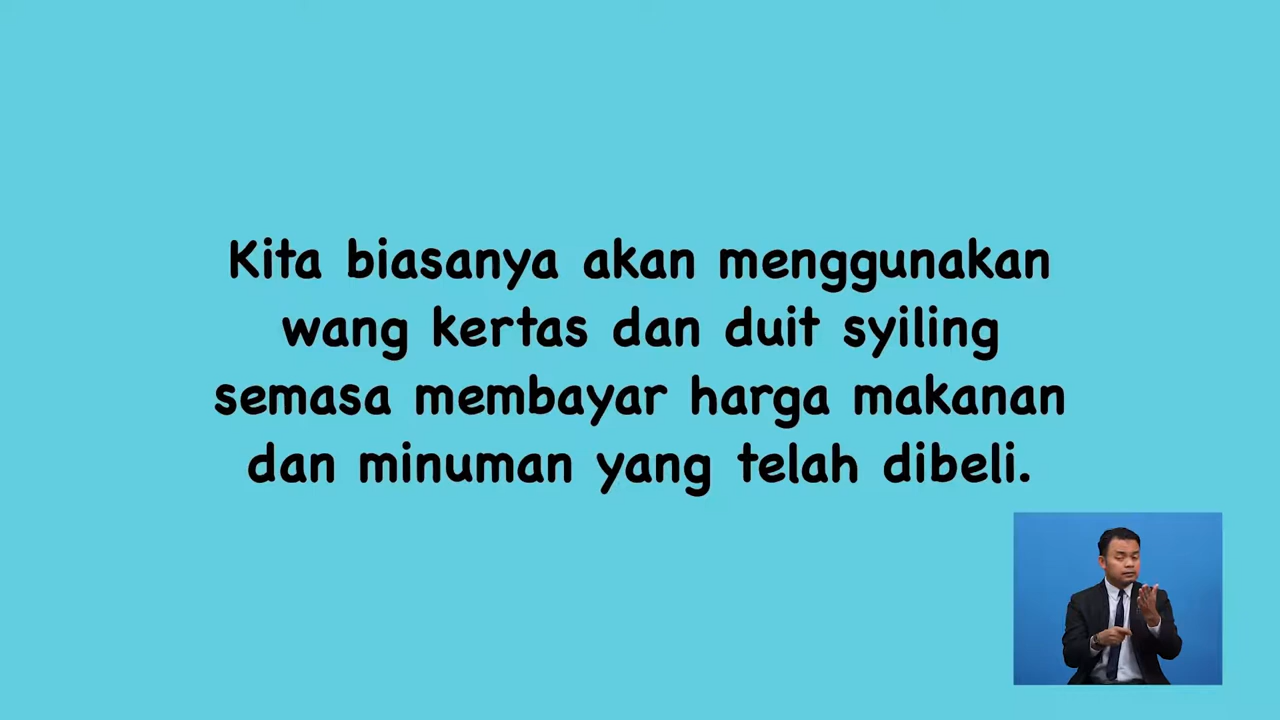 Kita biasanya akan menggunakan
wang kertas dan duit syiling
semasa membayar harga makanan
dan minuman yang telah dibeli.